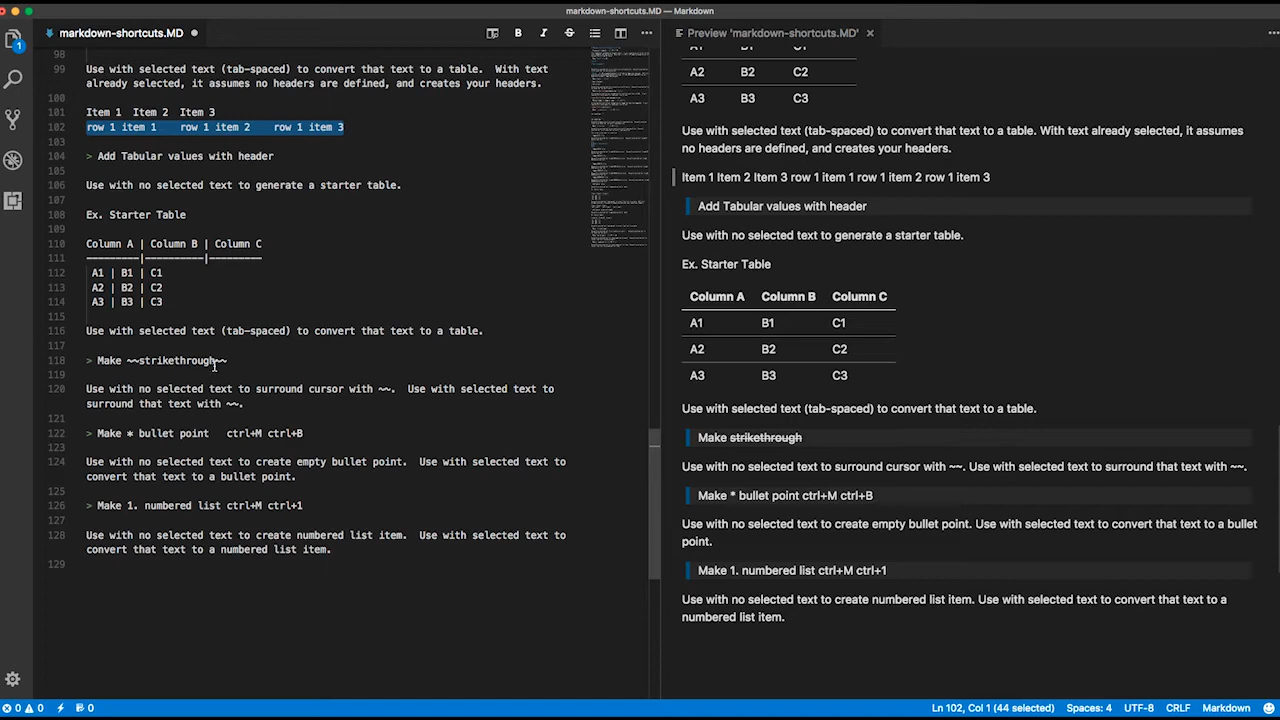 markdown-shortcuts.MD — Markdown
markdown-shortcuts.MD
1
98
99 Use with selected text (tab-spaced) to convert that text to a table.  With text
already selected, it assumes no headers are defined, and creates your headers.
100
101 Item 1  Item 2  Item 3
102 row 1 item 1    row 1 item 2    row 1 item 3
103
104 > Add Tabular values with header
105
106 Use with no selected text to generate a starter table.
107
108 Ex. Starter Table
109
110 Column A | Column B | Column C
111 ---------|----------|---------
112 A1 | B1 | C1
113 A2 | B2 | C2
114 A3 | B3 | C3
115
116 Use with selected text (tab-spaced) to convert that text to a table.
117
118 > Make ~~strikethrough~~
119
120 Use with no selected text to surround cursor with ~~.  Use with selected text to
surround that text with ~~.
121
122 > Make * bullet point   ctrl+M ctrl+B
123
124 Use with no selected text to create empty bullet point.  Use with selected text to
convert that text to a bullet point.
125
126 > Make 1. numbered list ctrl+M ctrl+1
127
128 Use with no selected text to create numbered list item.  Use with selected text to
convert that text to a numbered list item.
129
Preview 'markdown-shortcuts.MD'
A1 B1 C1
A2 B2 C2
A3 B3 C3
Use with selected text (tab-spaced) to convert that text to a table. With text already selected, it assumes
no headers are defined, and creates your headers.
Item 1 Item 2 Item 3 row 1 item 1 row 1 item 2 row 1 item 3
Add Tabular values with header
Use with no selected text to generate a starter table.
Ex. Starter Table
Column A Column B Column C
A1 B1 C1
A2 B2 C2
A3 B3 C3
Use with selected text (tab-spaced) to convert that text to a table.
Make strikethrough
Use with no selected text to surround cursor with ~~. Use with selected text to surround that text with ~~.
Make * bullet point ctrl+M ctrl+B
Use with no selected text to create empty bullet point. Use with selected text to convert that text to a bullet
point.
Make 1. numbered list ctrl+M ctrl+1
Use with no selected text to create numbered list item. Use with selected text to convert that text to a
numbered list item.
0 0 0 Ln 102, Col 1 (44 selected) Spaces: 4 UTF-8 CRLF Markdown